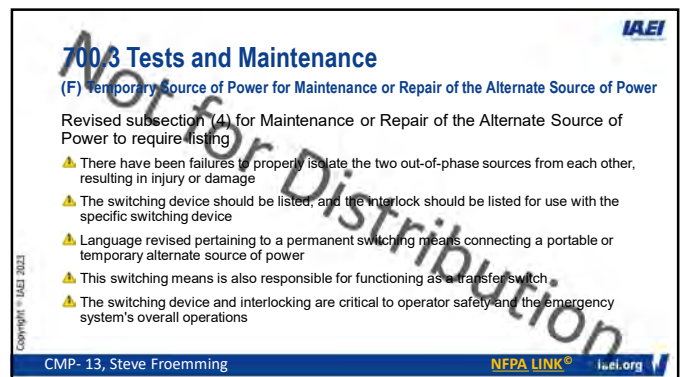 IAEI
700.3 Tests and Maintenance
(F) Temporary Source of Power for Maintenance or Repair of the Alternate Source of Power
Revised subsection (4) for Maintenance or Repair of the Alternate Source of
Power to require listing
There have been failures to properly isolate the two out-of-phase sources from each other,
resulting in injury or damage
The switching device should be listed, and the interlock should be listed for use with the
specific switching device
Language revised pertaining to a permanent switching means connecting a portable or
temporary alternate source of power
This switching means is also responsible for functioning as a transfer switch
The switching device and interlocking are critical to operator safety and the emergency
system's overall operations
Not for Distribution
Copyright © IAEI 2023
CMP- 13, Steve Froemming
NFPA LINK©
iaei.org